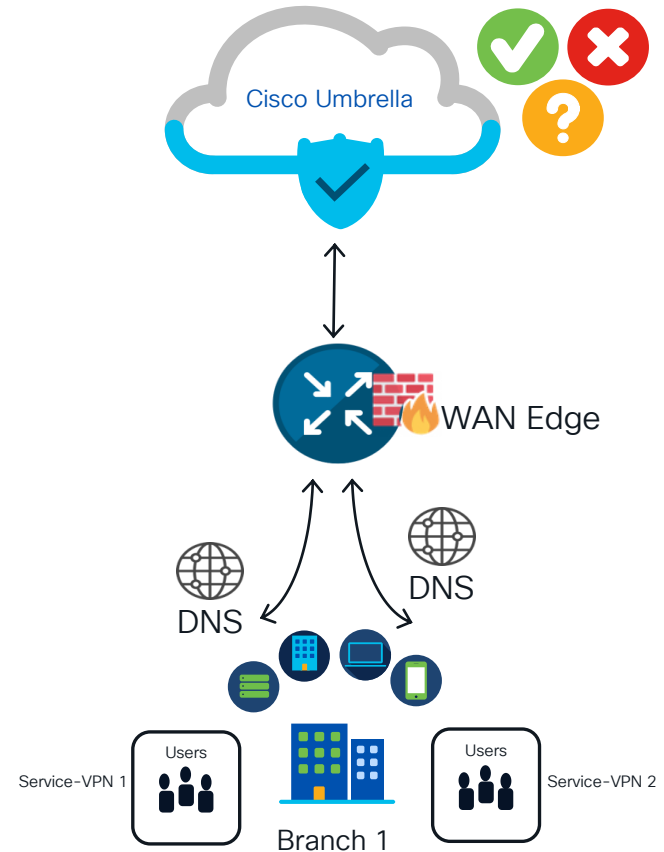 Cisco Umbrella
WAN Edge
DNS
DNS
Users
Users
Service-VPN 1
Service-VPN 2
Branch 1